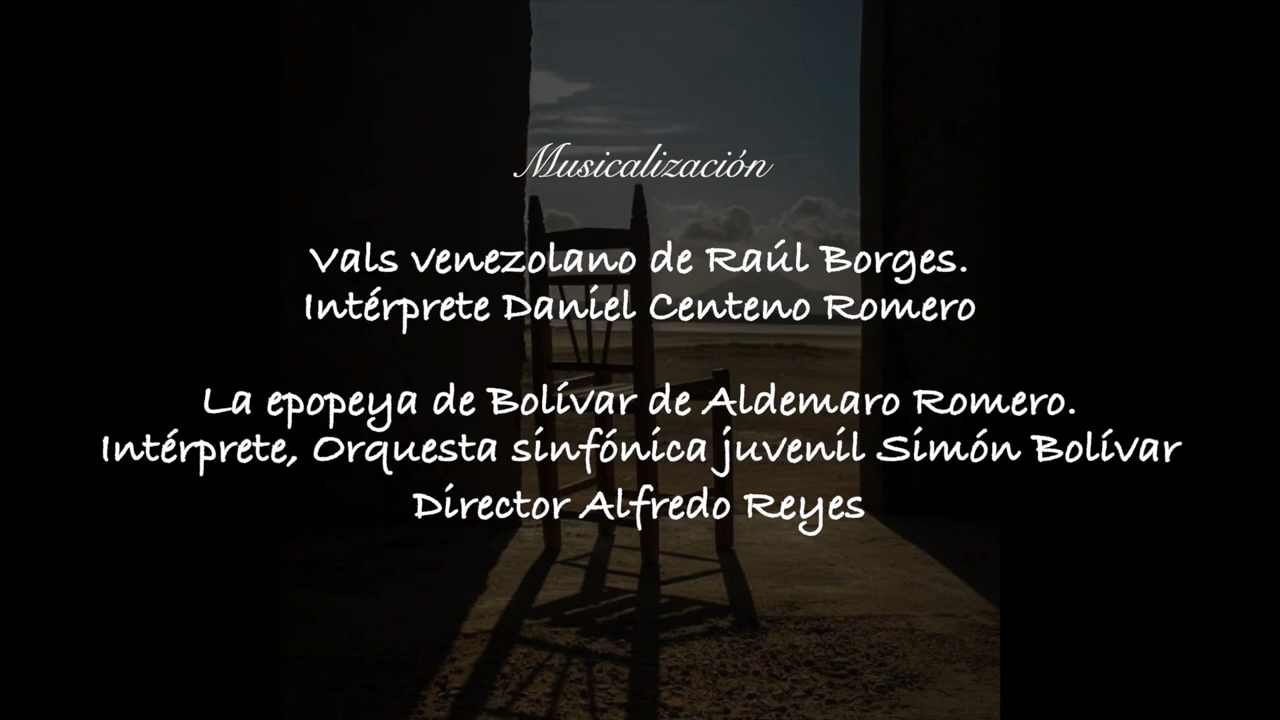 Musicalización
Vals venezolano de Raúl Borges.
Intérprete Daniel Centeno Romero
La epopeya de Bolívar de Aldemaro Romero.
Intérprete, Orquesta sinfónica juvenil Simón Bolívar
Director Alfredo Reyes